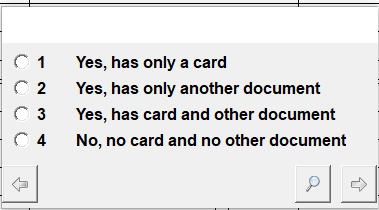 1 Yes, has only a card
2 Yes, has only another document
3 Yes, has card and other document
4 No, no card and no other document